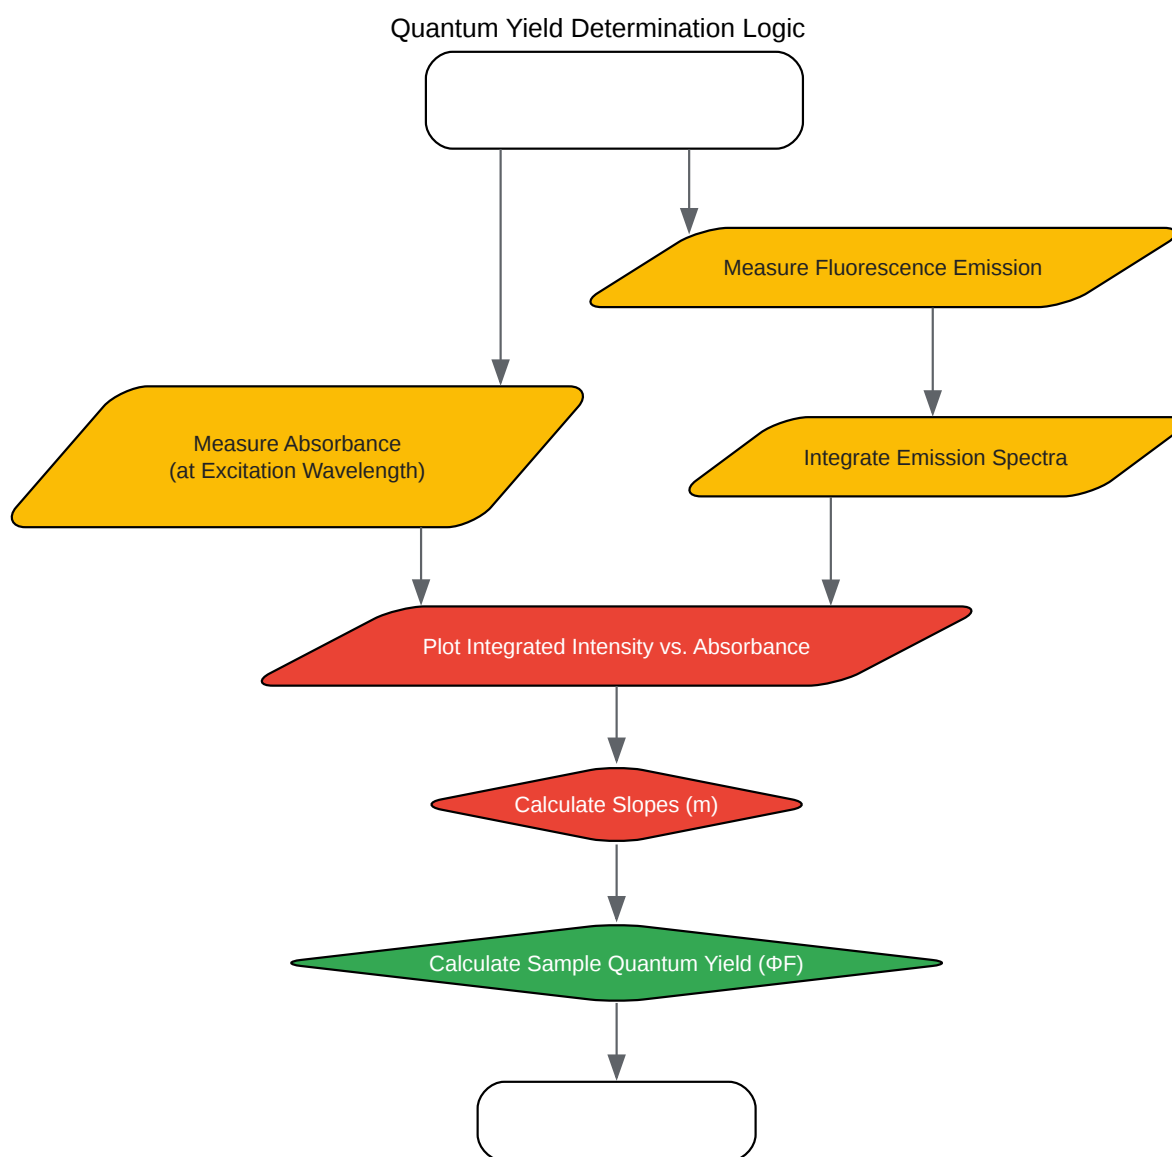 Quantum Yield Determination Logic
Measure Fluorescence Emission
Measure Absorbance
(at Excitation Wavelength)
Integrate Emission Spectra
Plot Integrated Intensity vs. Absorbance
Calculate Slopes (m)
Calculate Sample Quantum Yield (ΦF)